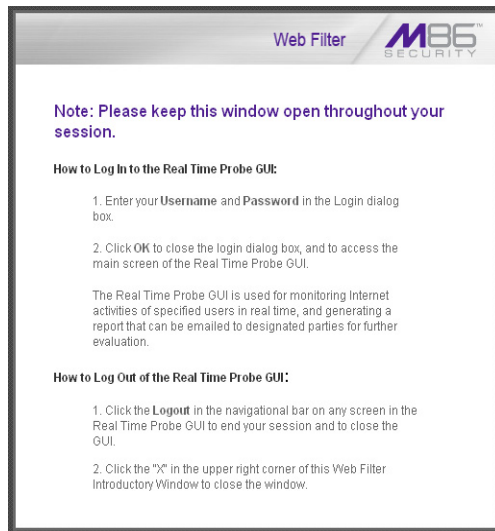 Web Filter
M86™
SECURITY
Note: Please keep this window open throughout your
session.
How to Log In to the Real Time Probe GUI:
1. Enter your Username and Password in the Login dialog
box.
2. Click OK to close the login dialog box, and to access the
main screen of the Real Time Probe GUI.
The Real Time Probe GUI is used for monitoring Internet
activities of specified users in real time, and generating a
report that can be emailed to designated parties for further
evaluation.
How to Log Out of the Real Time Probe GUI:
1. Click the Logout in the navigational bar on any screen in the
Real Time Probe GUI to end your session and to close the
GUI.
2. Click the "X" in the upper right corner of this Web Filter
Introductory Window to close the window.